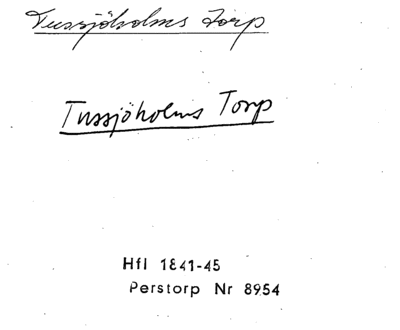 Tussjöholms Torp
Tussjöholms Torp
Hfl 1841-45
Perstorp Nr 8954